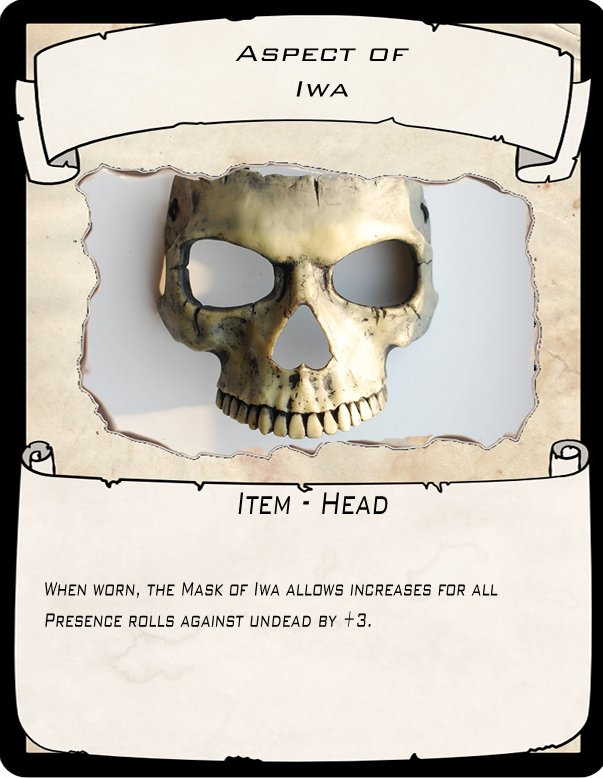 Aspect of
Iwa
Item - Head
When worn, the Mask of Iwa allows increases for all
Presence rolls against undead by +3.